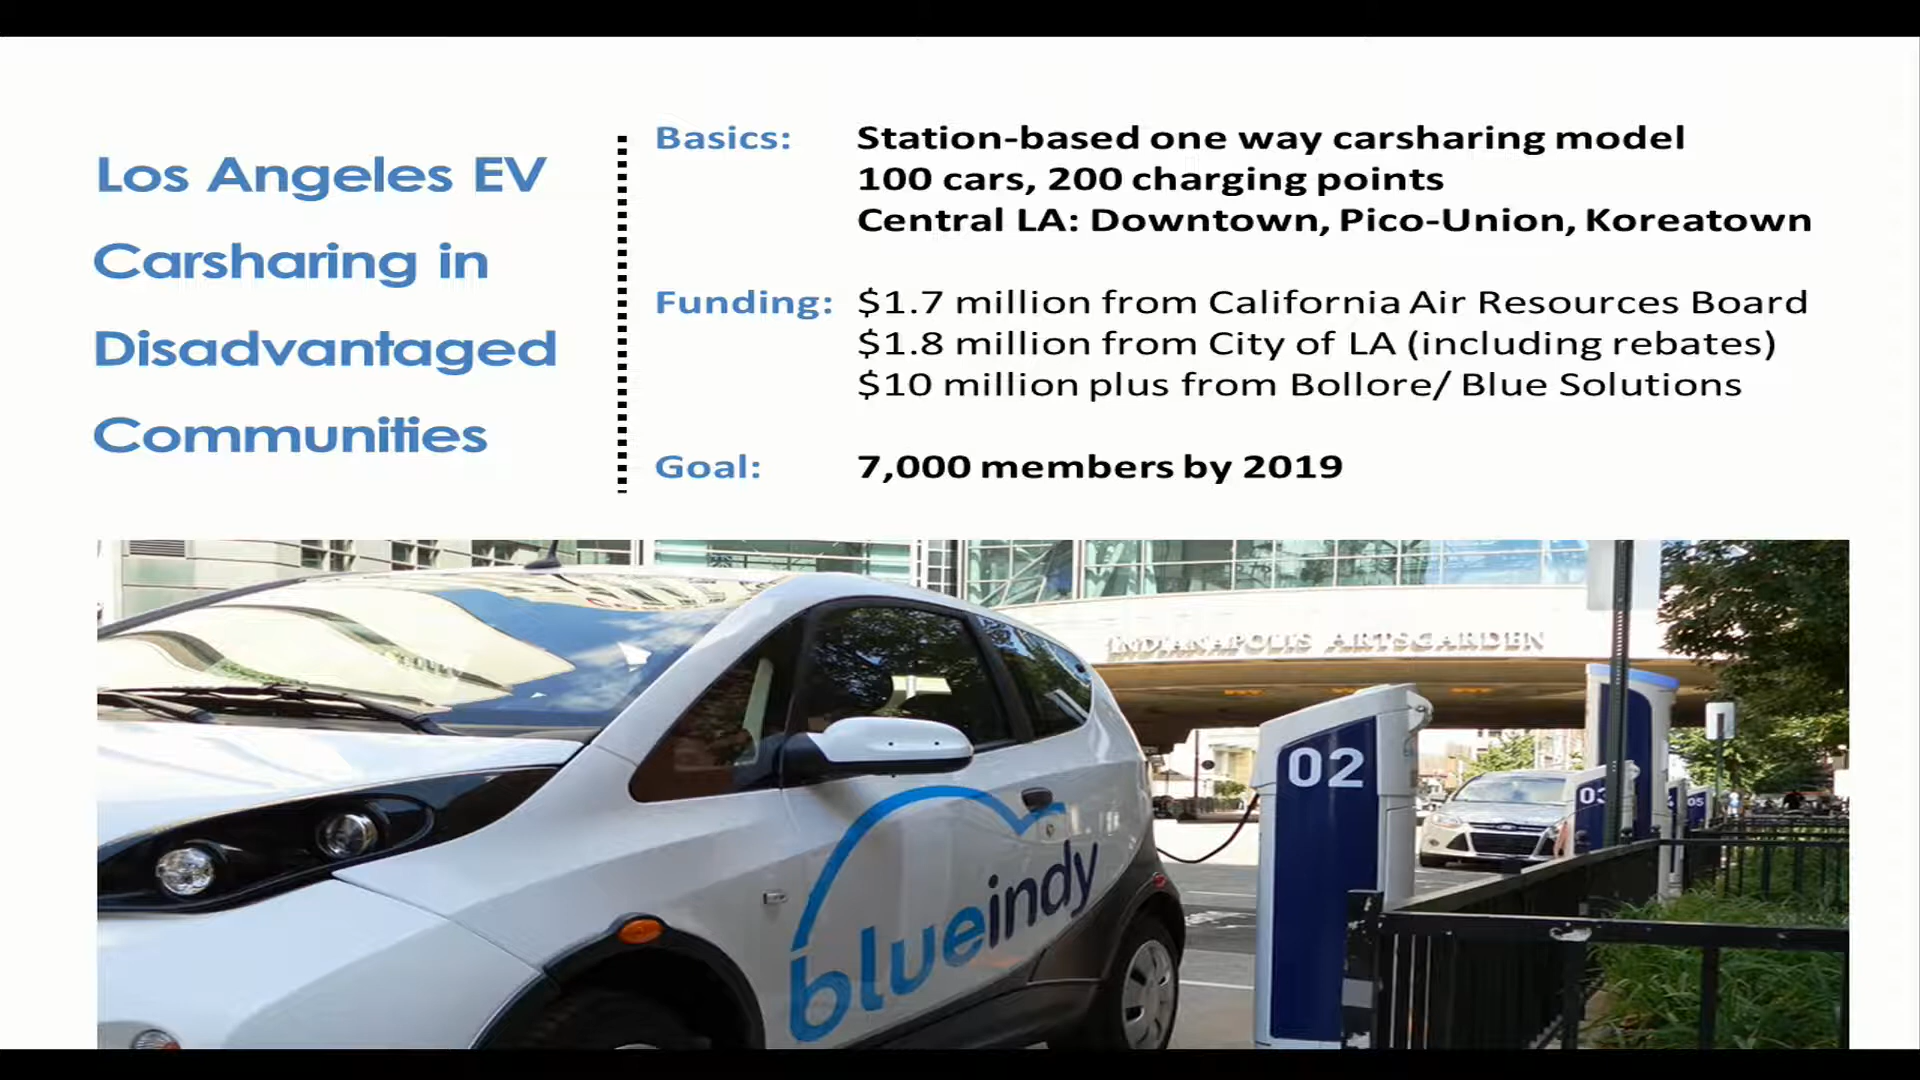 Los Angeles EV
Carsharing in
Disadvantaged
Communities
Basics: Station-based one way carsharing model
100 cars, 200 charging points
Central LA: Downtown, Pico-Union, Koreatown
Funding: $1.7 million from California Air Resources Board
$1.8 million from City of LA (including rebates)
$10 million plus from Bollore/ Blue Solutions
Goal: 7,000 members by 2019
INDIANAPOLIS ARTSGARDEN
02
03
05
blueindy